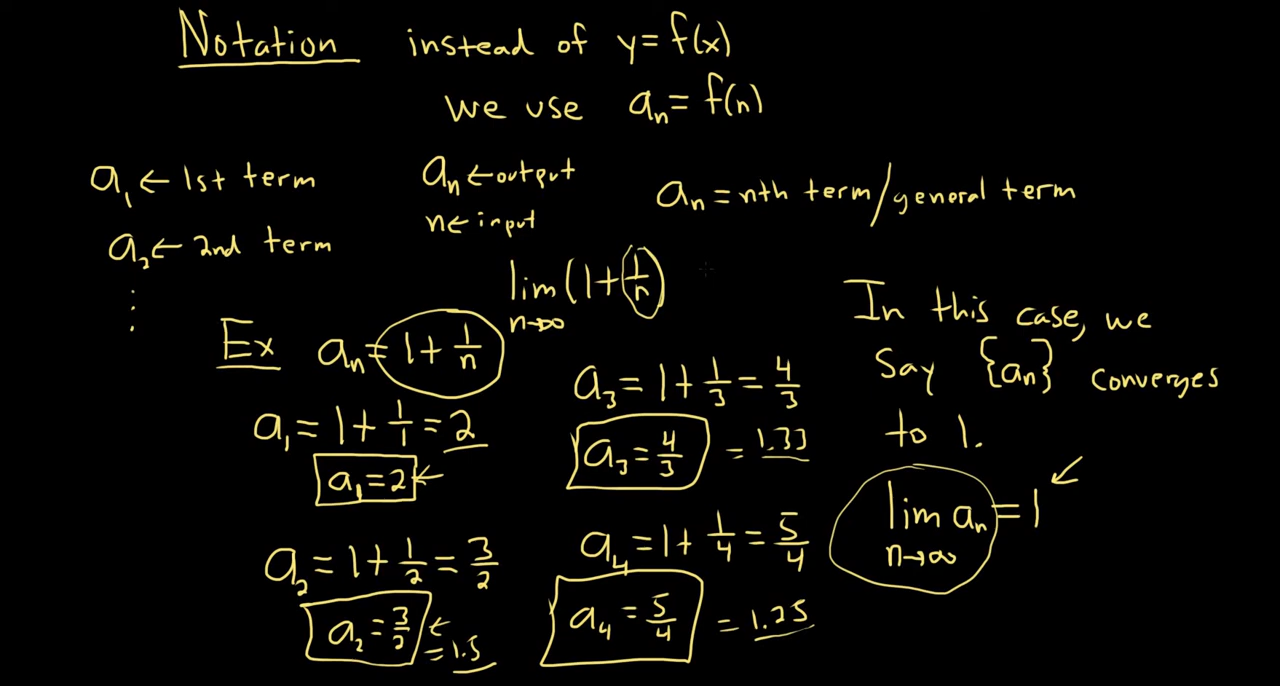 Notation instead of y = f(x)
we use aₙ = f(n)
a₁ ← 1st term
a₂ ← 2nd term
⋮
aₙ ← output
n ← input
aₙ = nth term/general term
lim (1 + 1/n)
n→∞
Ex aₙ = 1 + 1/n
a₁ = 1 + 1/1 = 2
a₁ = 2 ←
a₂ = 1 + 1/2 = 3/2
a₂ = 3/2 ←
= 1.5
a₃ = 1 + 1/3 = 4/3
a₃ = 4/3 = 1.33
a₄ = 1 + 1/4 = 5/4
a₄ = 5/4 = 1.25
In this case, we
say {aₙ} converges
to 1.
lim aₙ = 1 ←
n→∞